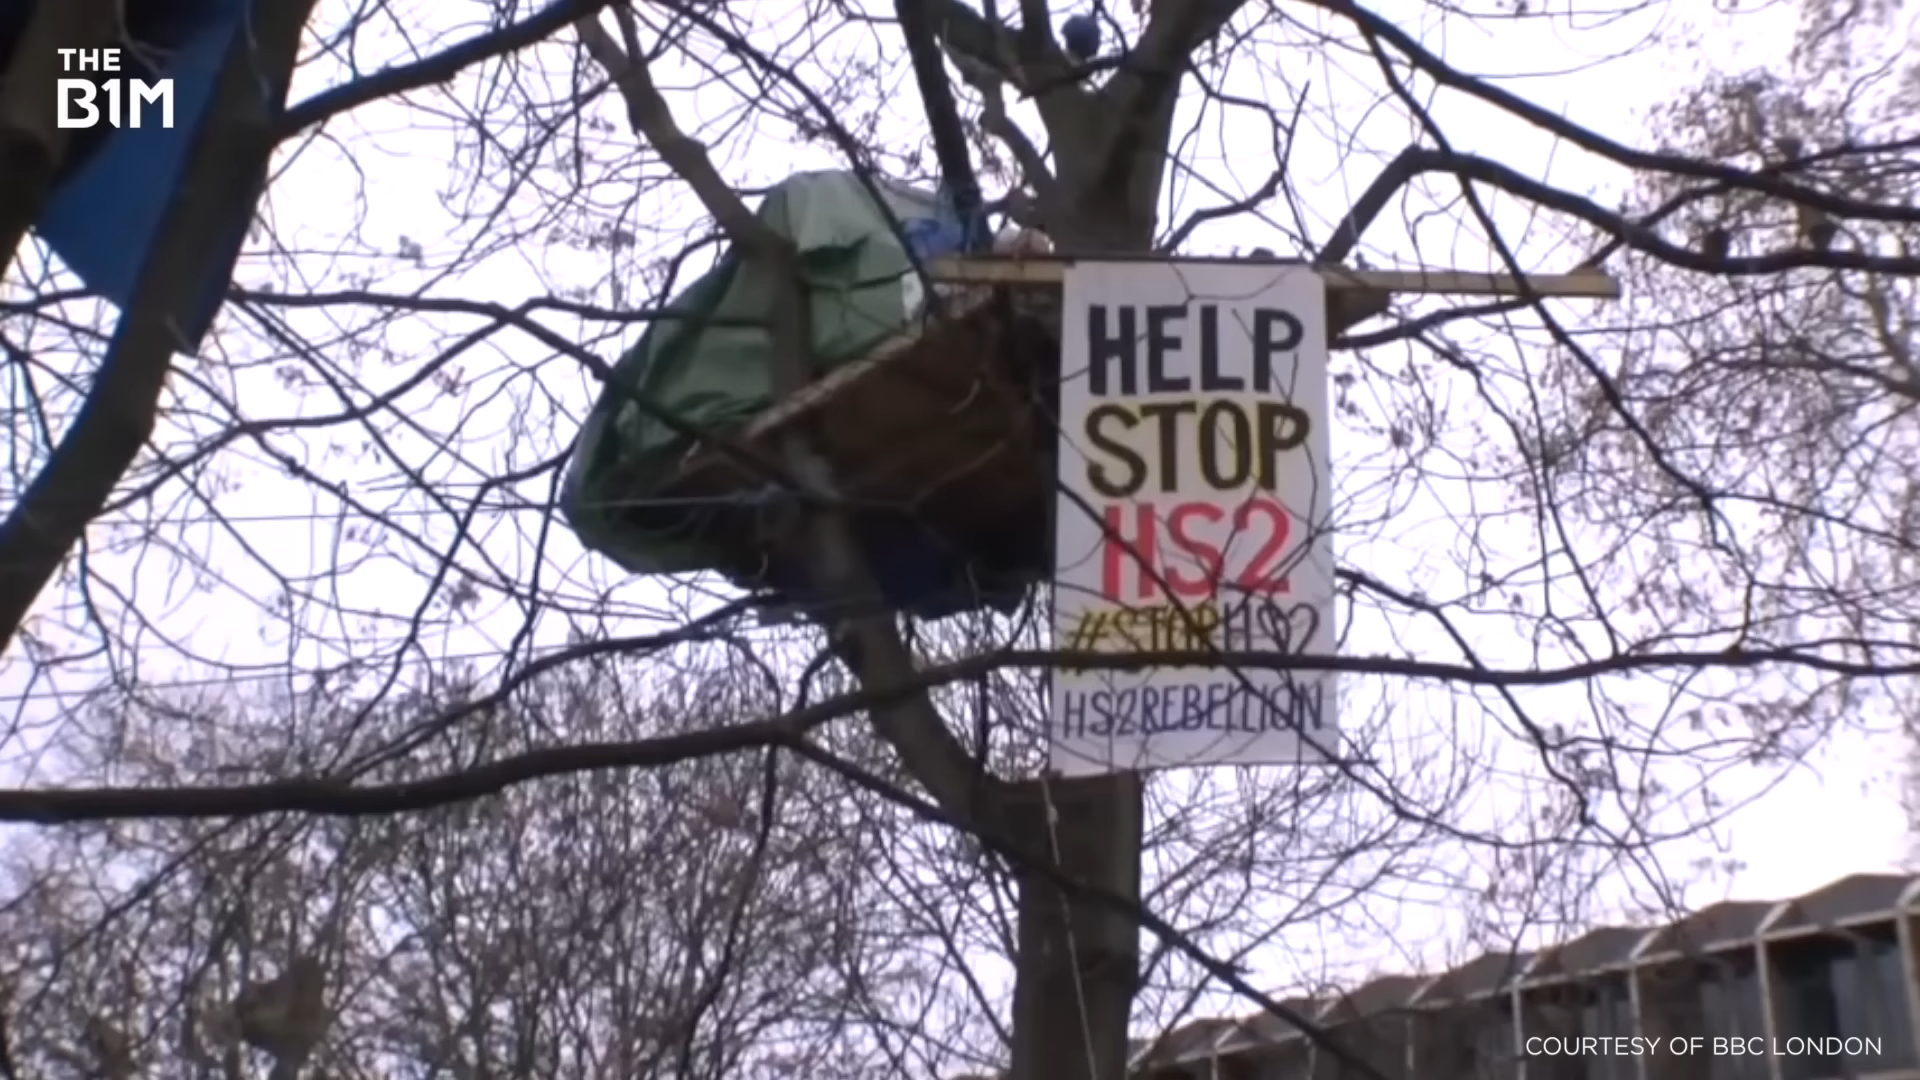 THE
B1M
HELP
STOP
HS2
#STOPHS2
HS2REBELLION
COURTESY OF BBC LONDON